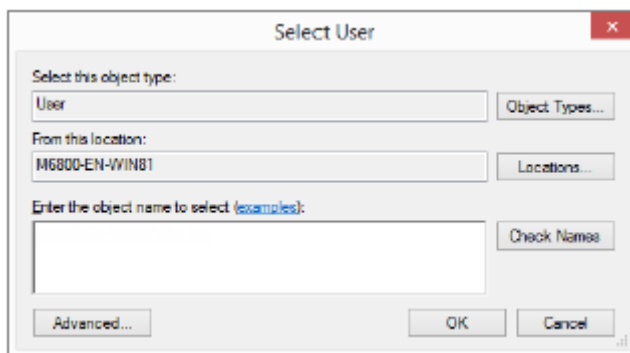 Select User
Select this object type:
User
Object Types...
From this location:
M6800-EN-WIN81
Locations...
Enter the object name to select (examples):
Check Names
Advanced...
OK
Cancel